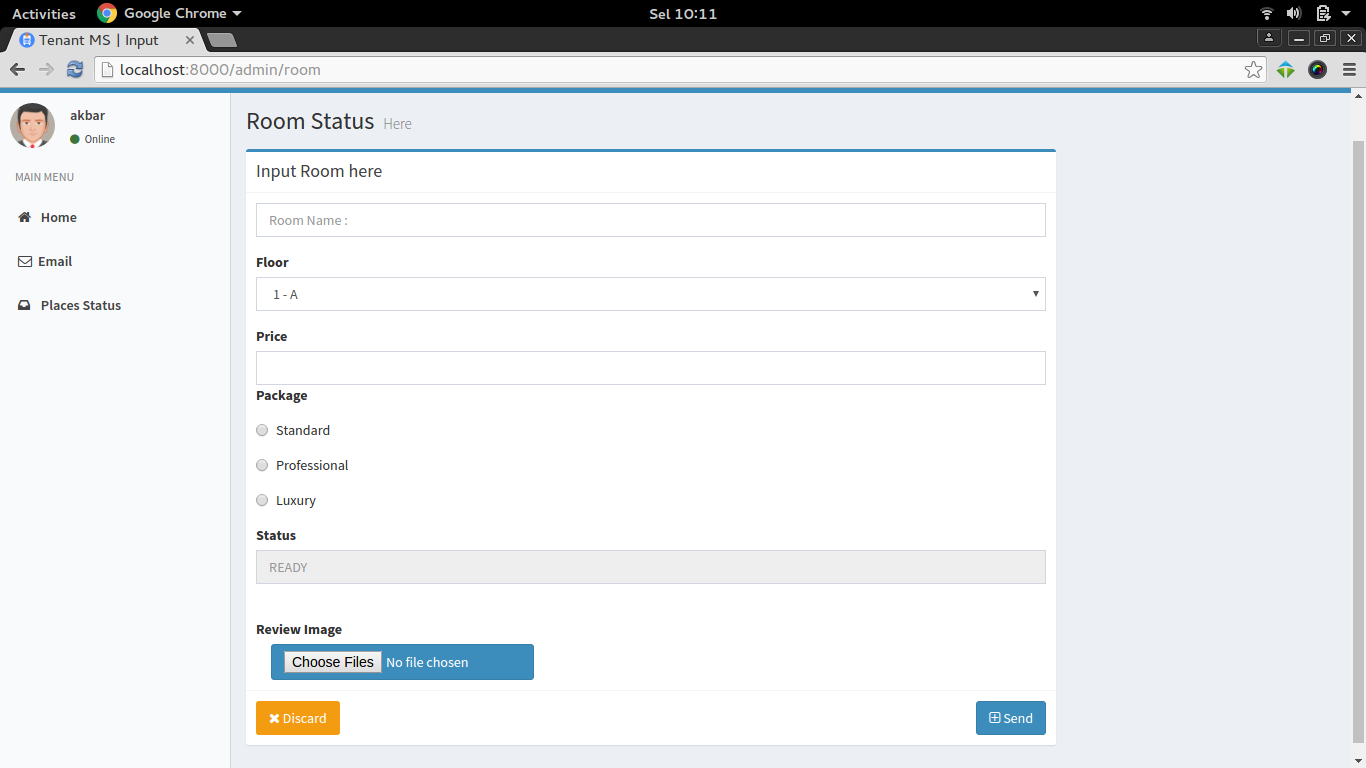 Activities Google Chrome Sel 10:11
Tenant MS | Input
localhost:8000/admin/room
akbar
Online
MAIN MENU
Home
Email
Places Status
Room Status Here
Input Room here
Room Name :
Floor
1 - A
Price
Package
Standard
Professional
Luxury
Status
READY
Review Image
Choose Files No file chosen
Discard Send